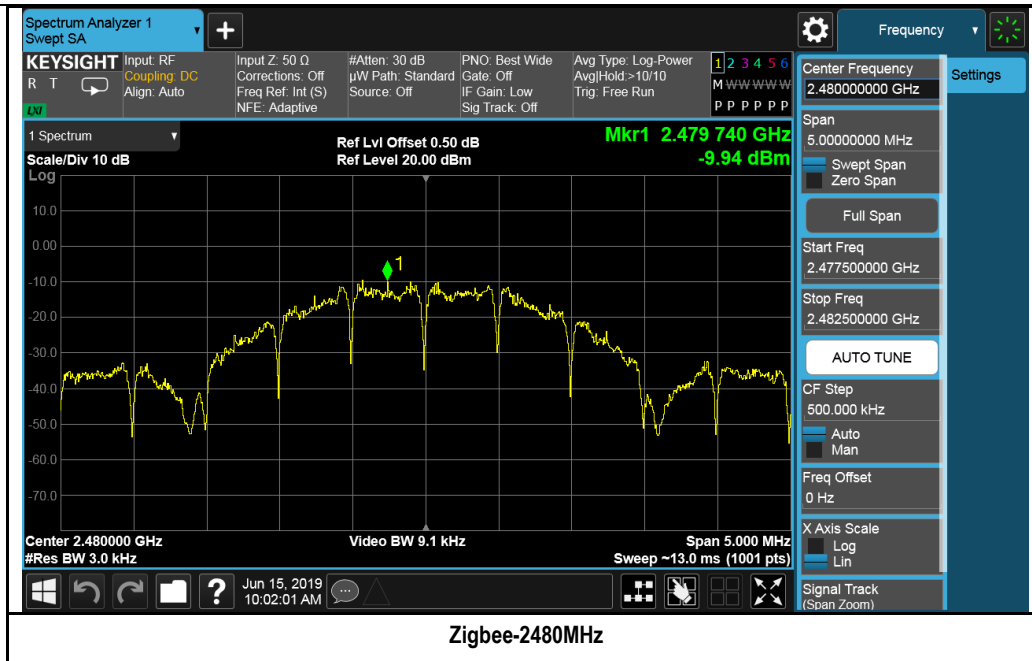 Spectrum Analyzer 1
Swept SA
+
Frequency
KEYSIGHT
R T
LXI
Input: RF
Coupling: DC
Align: Auto
Input Z: 50 Ω
Corrections: Off
Freq Ref: Int (S)
NFE: Adaptive
#Atten: 30 dB
µW Path: Standard
Source: Off
PNO: Best Wide
Gate: Off
IF Gain: Low
Sig Track: Off
Avg Type: Log-Power
Avg|Hold:>10/10
Trig: Free Run
1 2 3 4 5 6
M W W W W W
P P P P P P
1 Spectrum
Scale/Div 10 dB
Log
Ref Lvl Offset 0.50 dB
Ref Level 20.00 dBm
Mkr1 2.479 740 GHz
-9.94 dBm
10.0
0.00
-10.0
-20.0
-30.0
-40.0
-50.0
-60.0
-70.0
1
Center 2.480000 GHz
#Res BW 3.0 kHz
Video BW 9.1 kHz
Span 5.000 MHz
Sweep ~13.0 ms (1001 pts)
Center Frequency
2.480000000 GHz
Settings
Span
5.00000000 MHz
Swept Span
Zero Span
Full Span
Start Freq
2.477500000 GHz
Stop Freq
2.482500000 GHz
AUTO TUNE
CF Step
500.000 kHz
Auto
Man
Freq Offset
0 Hz
X Axis Scale
Log
Lin
Signal Track
(Span Zoom)
?
Jun 15, 2019
10:02:01 AM
Zigbee-2480MHz